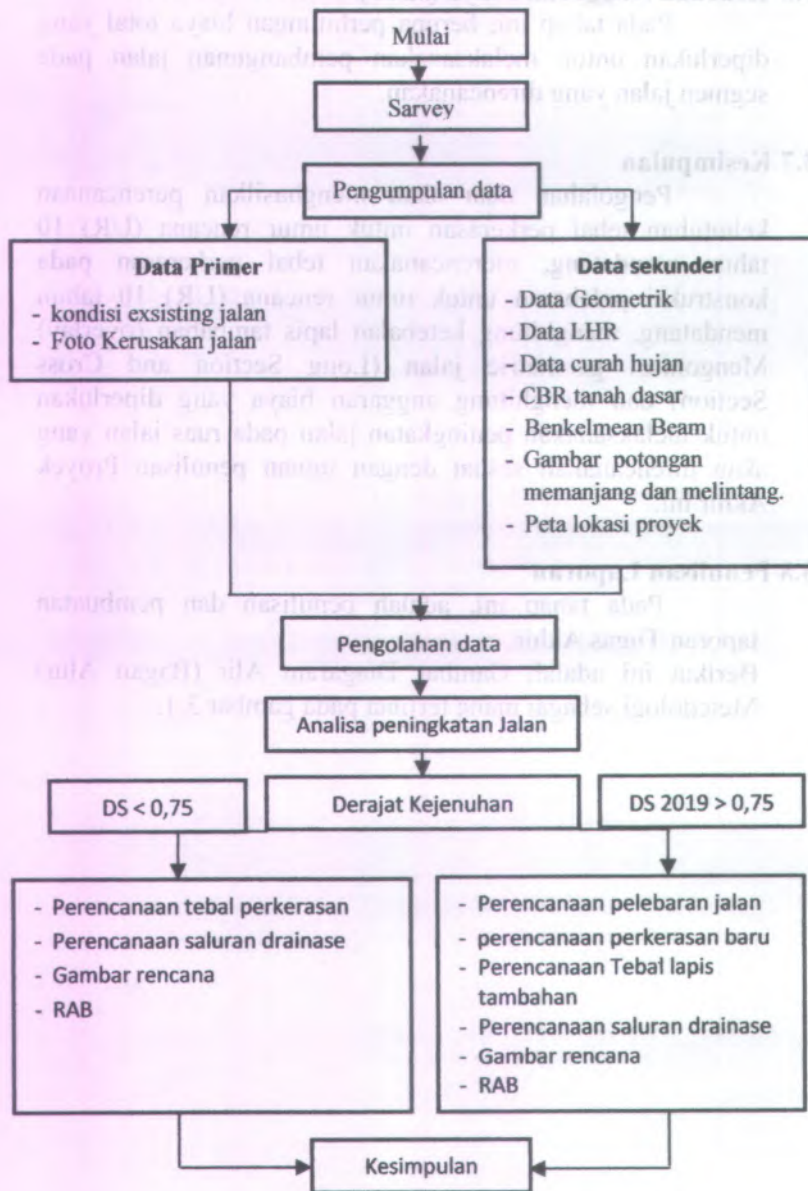 Mulai
Sarvey
Pengumpulan data
Data Primer
- kondisi exsisting jalan
- Foto Kerusakan jalan
Data sekunder
- Data Geometrik
- Data LHR
- Data curah hujan
- CBR tanah dasar
- Benkelmean Beam
- Gambar potongan
memanjang dan melintang.
- Peta lokasi proyek
Pengolahan data
Analisa peningkatan Jalan
DS < 0,75
Derajat Kejenuhan
DS 2019 > 0,75
- Perencanaan tebal perkerasan
- Perencanaan saluran drainase
- Gambar rencana
- RAB
Perencanaan pelebaran jalan
- perencanaan perkerasan baru
- Perencanaan Tebal lapis
tambahan
- Perencanaan saluran drainase
- Gambar rencana
- RAB
Kesimpulan